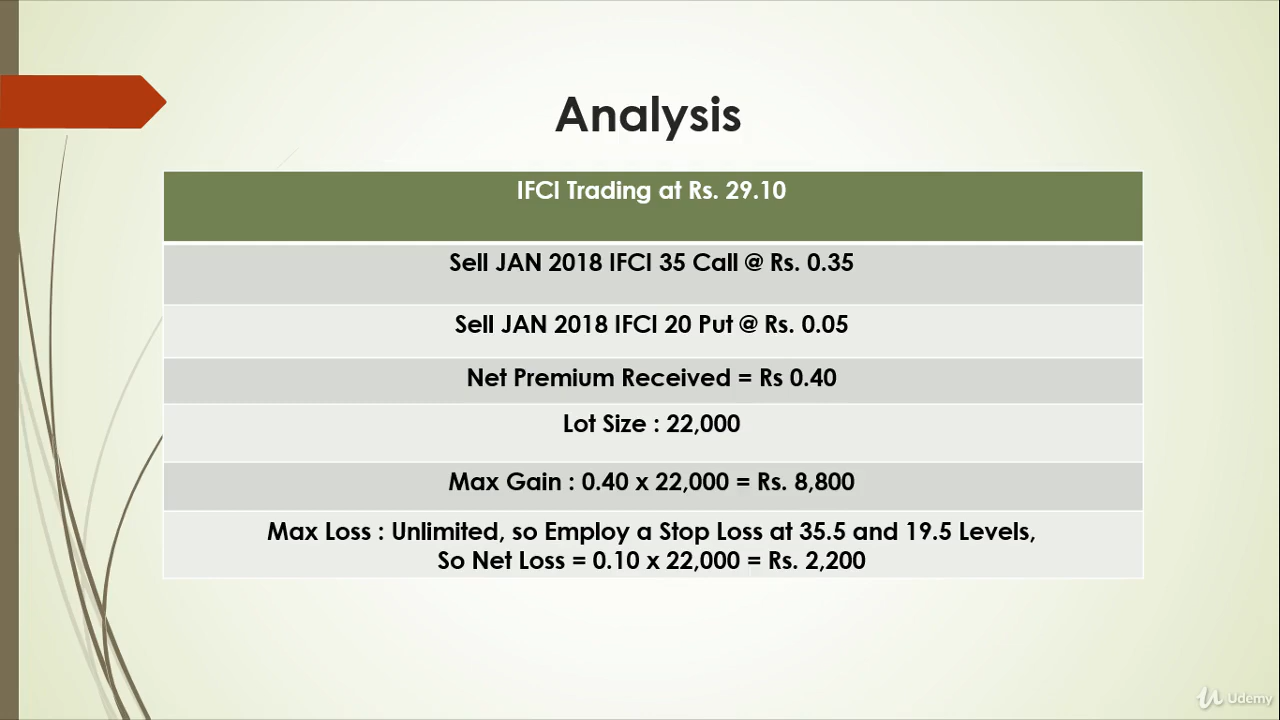 Analysis
IFCI Trading at Rs. 29.10
Sell JAN 2018 IFCI 35 Call @ Rs. 0.35
Sell JAN 2018 IFCI 20 Put @ Rs. 0.05
Net Premium Received = Rs 0.40
Lot Size : 22,000
Max Gain : 0.40 x 22,000 = Rs. 8,800
Max Loss : Unlimited, so Employ a Stop Loss at 35.5 and 19.5 Levels,
So Net Loss = 0.10 x 22,000 = Rs. 2,200
Udemy